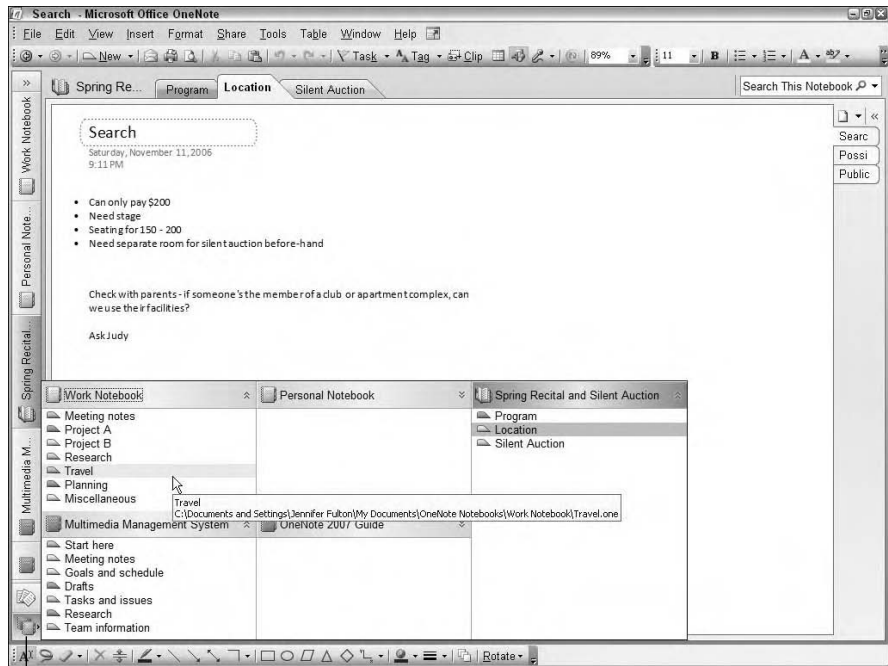 Search - Microsoft Office OneNote
File Edit View Insert Format Share Tools Table Window Help
New Task Tag Clip 89% 11 B A
Spring Re... Program Location Silent Auction Search This Notebook
Work Notebook
Personal Note...
Spring Recital...
Multimedia M...
Searc
Possi
Public
Search
Saturday, November 11, 2006
9:11 PM
• Can only pay $200
• Need stage
• Seating for 150 - 200
• Need separate room for silent auction before-hand
Check with parents - if someone's the member of a club or apartment complex, can
we use their facilities?
Ask Judy
Work Notebook
Meeting notes
Project A
Project B
Research
Travel
Planning
Miscellaneous
Personal Notebook
Spring Recital and Silent Auction
Program
Location
Silent Auction
Travel
C:\Documents and Settings\Jennifer Fulton\My Documents\OneNote Notebooks\Work Notebook\Travel.one
Multimedia Management System
Start here
Meeting notes
Goals and schedule
Drafts
Tasks and issues
Research
Team information
OneNote 2007 Guide
Rotate